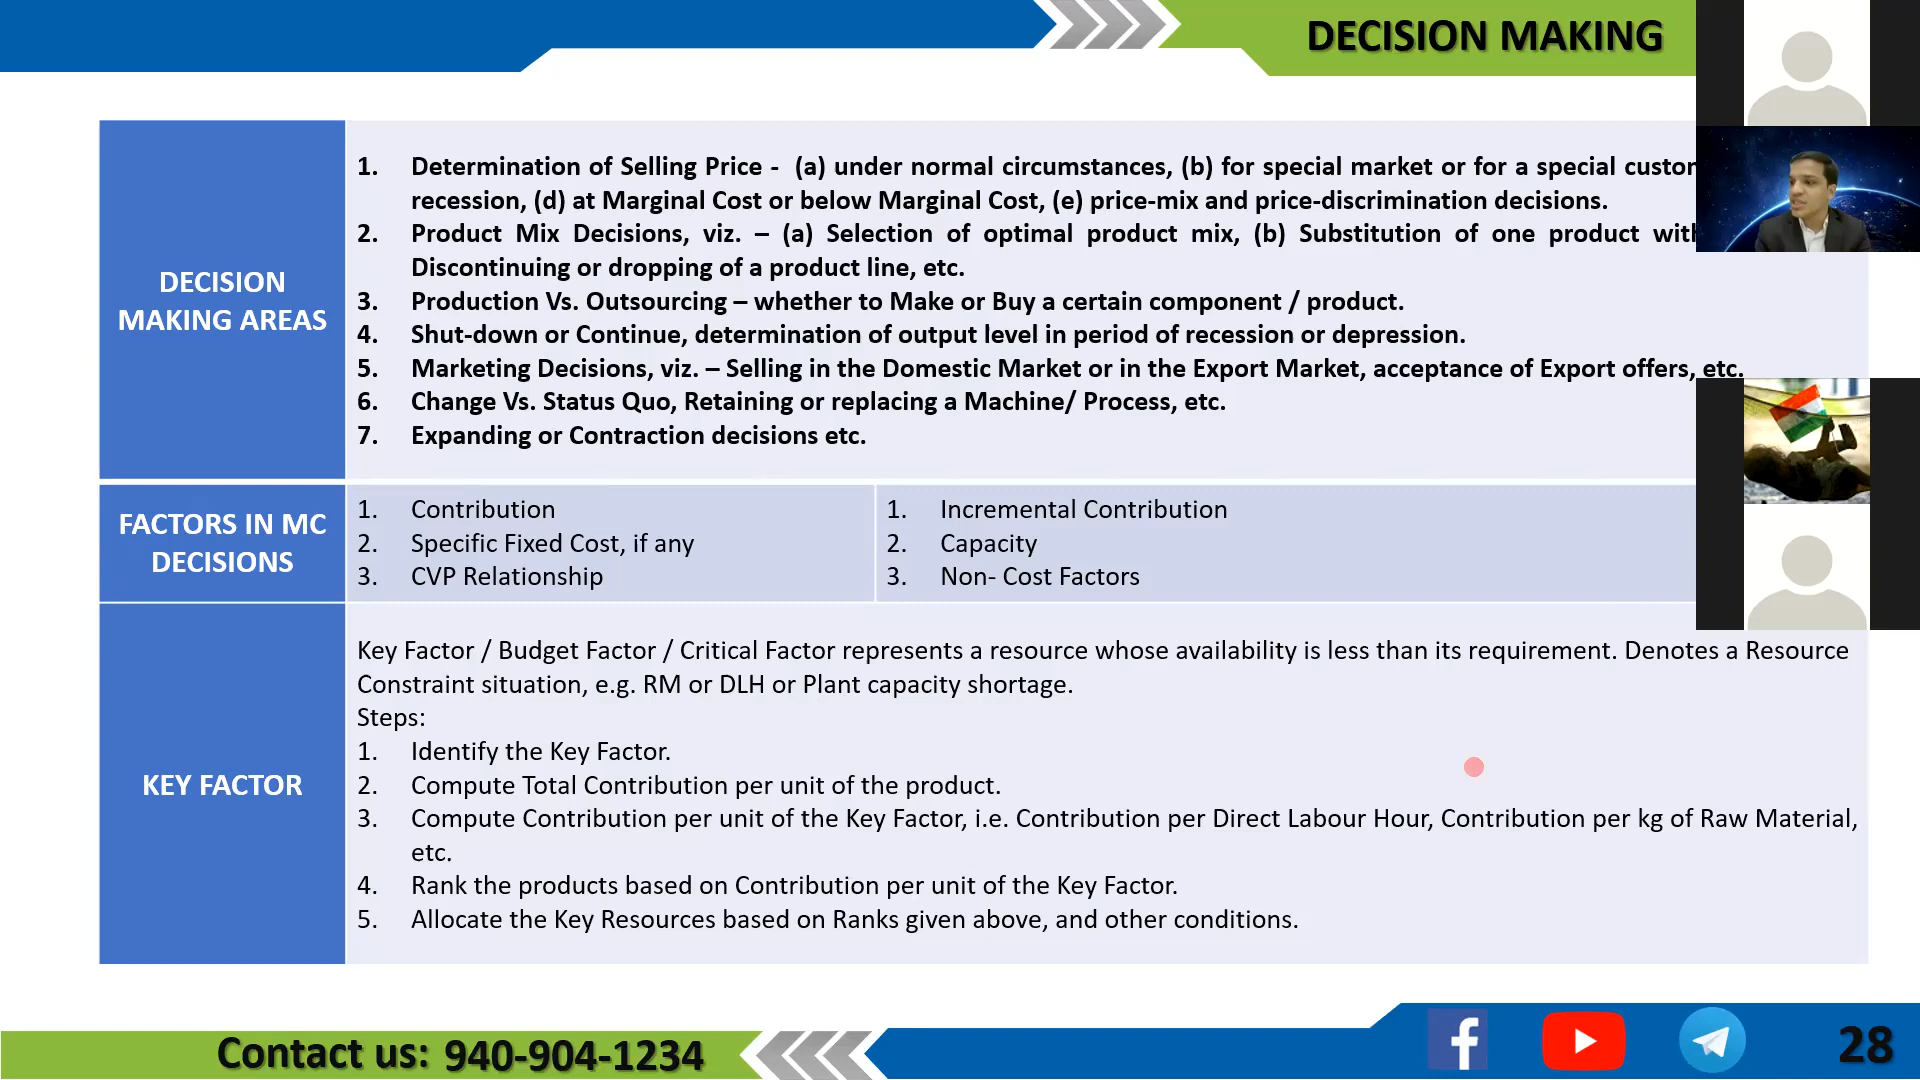 DECISION MAKING
DECISION
MAKING AREAS
1. Determination of Selling Price - (a) under normal circumstances, (b) for special market or for a special
recession, (d) at Marginal Cost or below Marginal Cost, (e) price-mix and price-discrimination decisions.
2. Product Mix Decisions, viz. – (a) Selection of optimal product mix, (b) Substitution of one product
Discontinuing or dropping of a product line, etc.
3. Production Vs. Outsourcing – whether to Make or Buy a certain component / product.
4. Shut-down or Continue, determination of output level in period of recession or depression.
5. Marketing Decisions, viz. – Selling in the Domestic Market or in the Export Market, acceptance of Export offers, etc.
6. Change Vs. Status Quo, Retaining or replacing a Machine/ Process, etc.
7. Expanding or Contraction decisions etc.
FACTORS IN MC
DECISIONS
1. Contribution
2. Specific Fixed Cost, if any
3. CVP Relationship
1. Incremental Contribution
2. Capacity
3. Non- Cost Factors
KEY FACTOR
Key Factor / Budget Factor / Critical Factor represents a resource whose availability is less than its requirement. Denotes a Resource
Constraint situation, e.g. RM or DLH or Plant capacity shortage.
Steps:
1. Identify the Key Factor.
2. Compute Total Contribution per unit of the product.
3. Compute Contribution per unit of the Key Factor, i.e. Contribution per Direct Labour Hour, Contribution per kg of Raw Material,
etc.
4. Rank the products based on Contribution per unit of the Key Factor.
5. Allocate the Key Resources based on Ranks given above, and other conditions.
Contact us: 940-904-1234
28